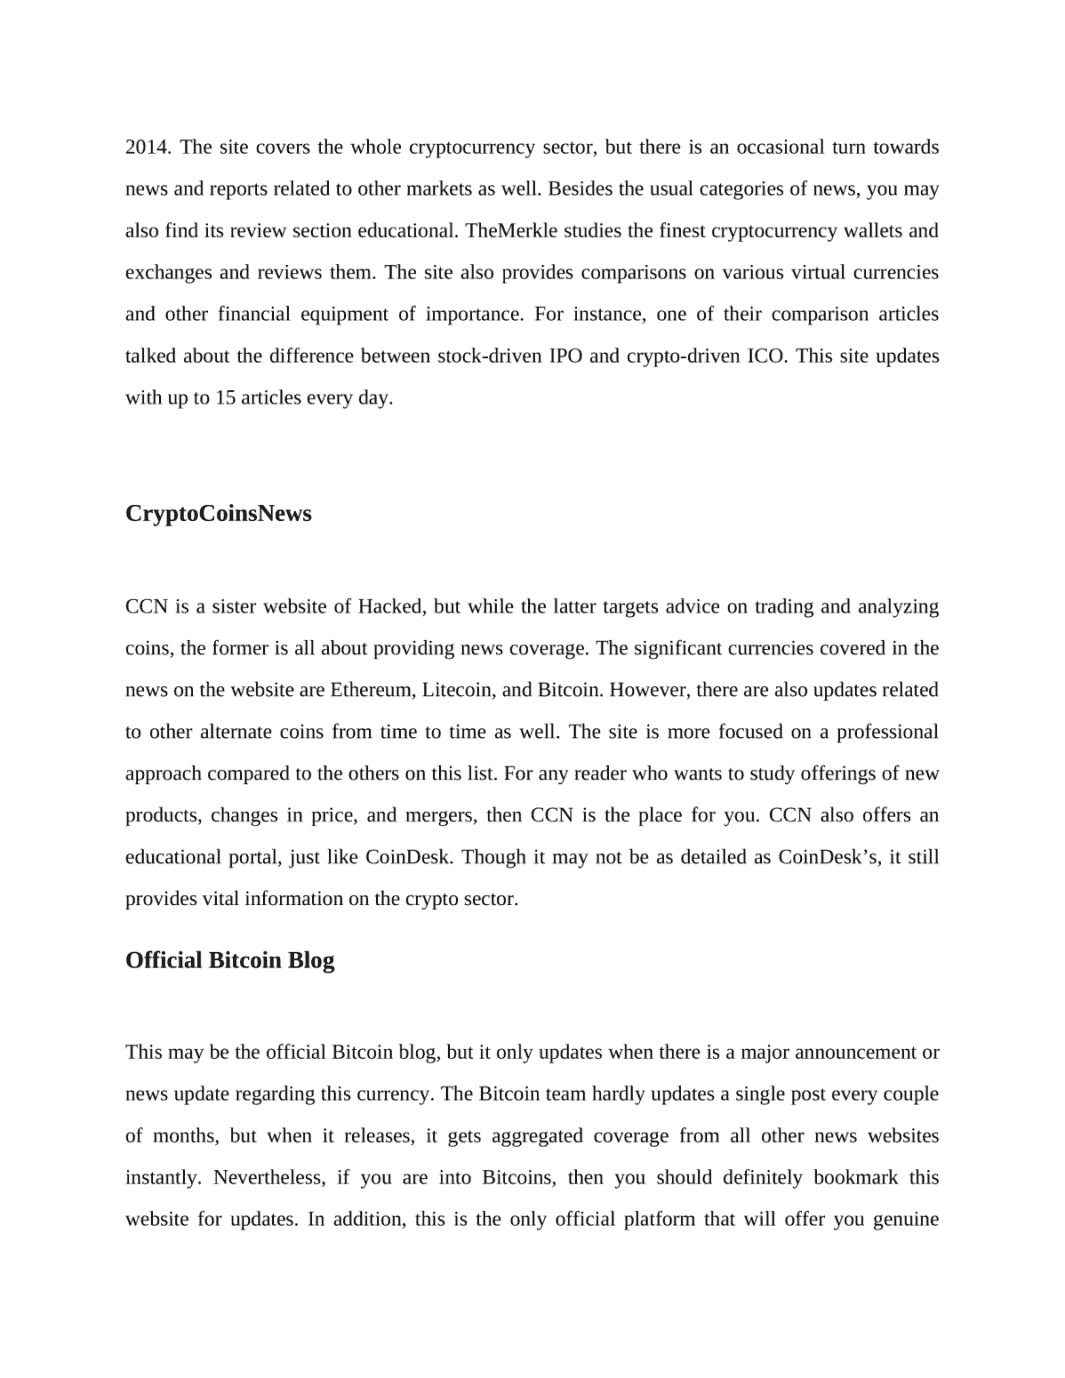 2014. The site covers the whole cryptocurrency sector, but there is an occasional turn towards
news and reports related to other markets as well. Besides the usual categories of news, you may
also find its review section educational. TheMerkle studies the finest cryptocurrency wallets and
exchanges and reviews them. The site also provides comparisons on various virtual currencies
and other financial equipment of importance. For instance, one of their comparison articles
talked about the difference between stock-driven IPO and crypto-driven ICO. This site updates
with up to 15 articles every day.
CryptoCoinsNews
CCN is a sister website of Hacked, but while the latter targets advice on trading and analyzing
coins, the former is all about providing news coverage. The significant currencies covered in the
news on the website are Ethereum, Litecoin, and Bitcoin. However, there are also updates related
to other alternate coins from time to time as well. The site is more focused on a professional
approach compared to the others on this list. For any reader who wants to study offerings of new
products, changes in price, and mergers, then CCN is the place for you. CCN also offers an
educational portal, just like CoinDesk. Though it may not be as detailed as CoinDesk’s, it still
provides vital information on the crypto sector.
Official Bitcoin Blog
This may be the official Bitcoin blog, but it only updates when there is a major announcement or
news update regarding this currency. The Bitcoin team hardly updates a single post every couple
of months, but when it releases, it gets aggregated coverage from all other news websites
instantly. Nevertheless, if you are into Bitcoins, then you should definitely bookmark this
website for updates. In addition, this is the only official platform that will offer you genuine